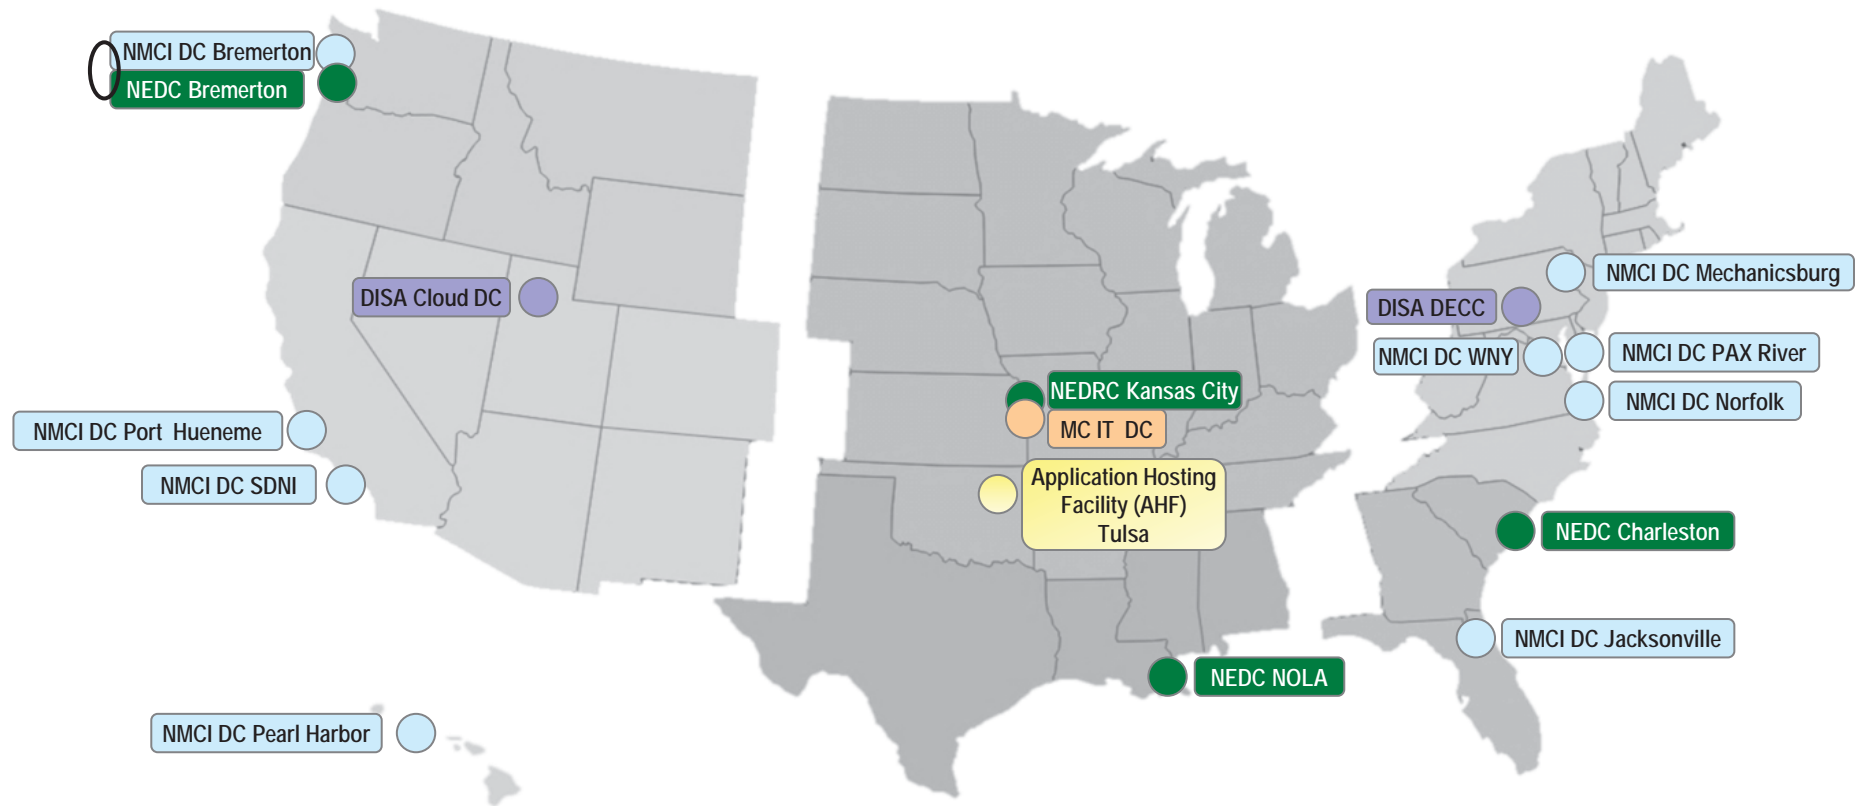 NMCI DC Bremerton
NEDC Bremerton
DISA Cloud DC
NMCI DC Port Hueneme
NMCI DC SDNI
NMCI DC Pearl Harbor
NEDRC Kansas City
MC IT DC
Application Hosting
Facility (AHF)
Tulsa
NEDC NOLA
NMCI DC Mechanicsburg
DISA DECC
NMCI DC WNY
NMCI DC PAX River
NMCI DC Norfolk
NEDC Charleston
NMCI DC Jacksonville